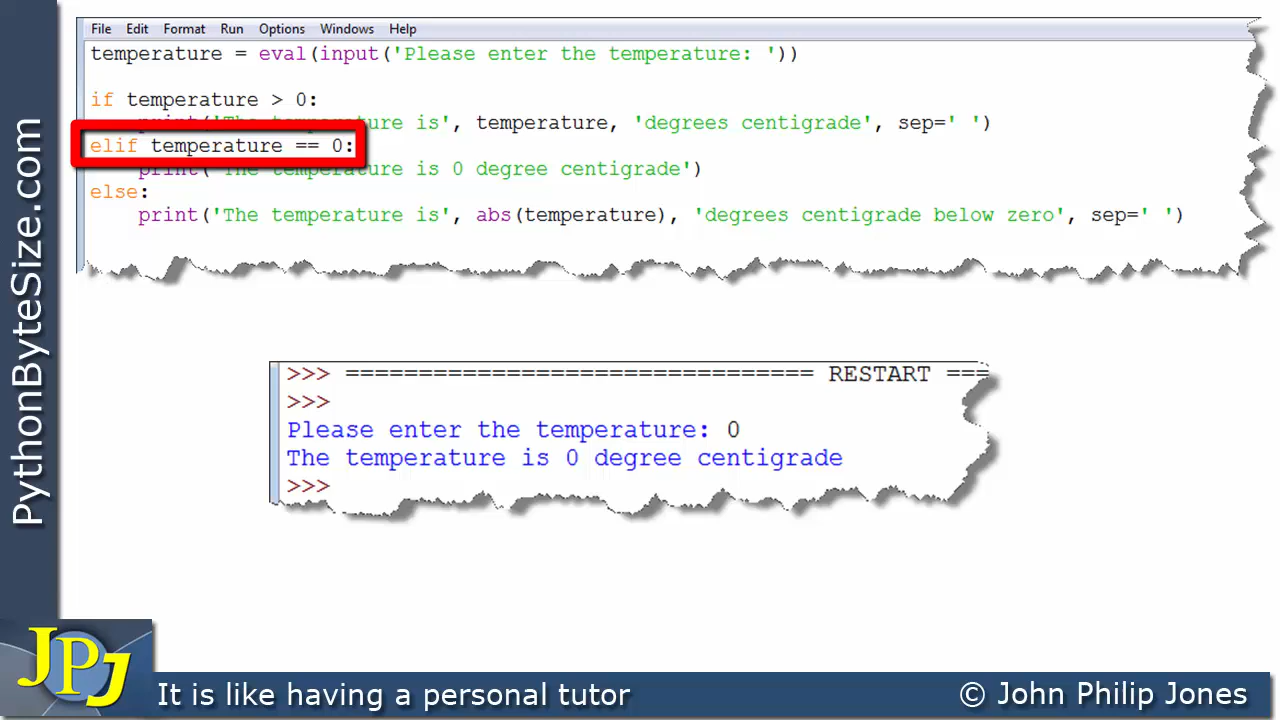 File Edit Format Run Options Windows Help
temperature = eval(input('Please enter the temperature: '))
if temperature > 0:
print('The temperature is', temperature, 'degrees centigrade', sep=' ')
elif temperature == 0:
print('The temperature is 0 degree centigrade')
else:
print('The temperature is', abs(temperature), 'degrees centigrade below zero', sep=' ')
>>> ================================ RESTART ===
>>>
Please enter the temperature: 0
The temperature is 0 degree centigrade
>>>
PythonByteSize.com
JPJ
It is like having a personal tutor
© John Philip Jones